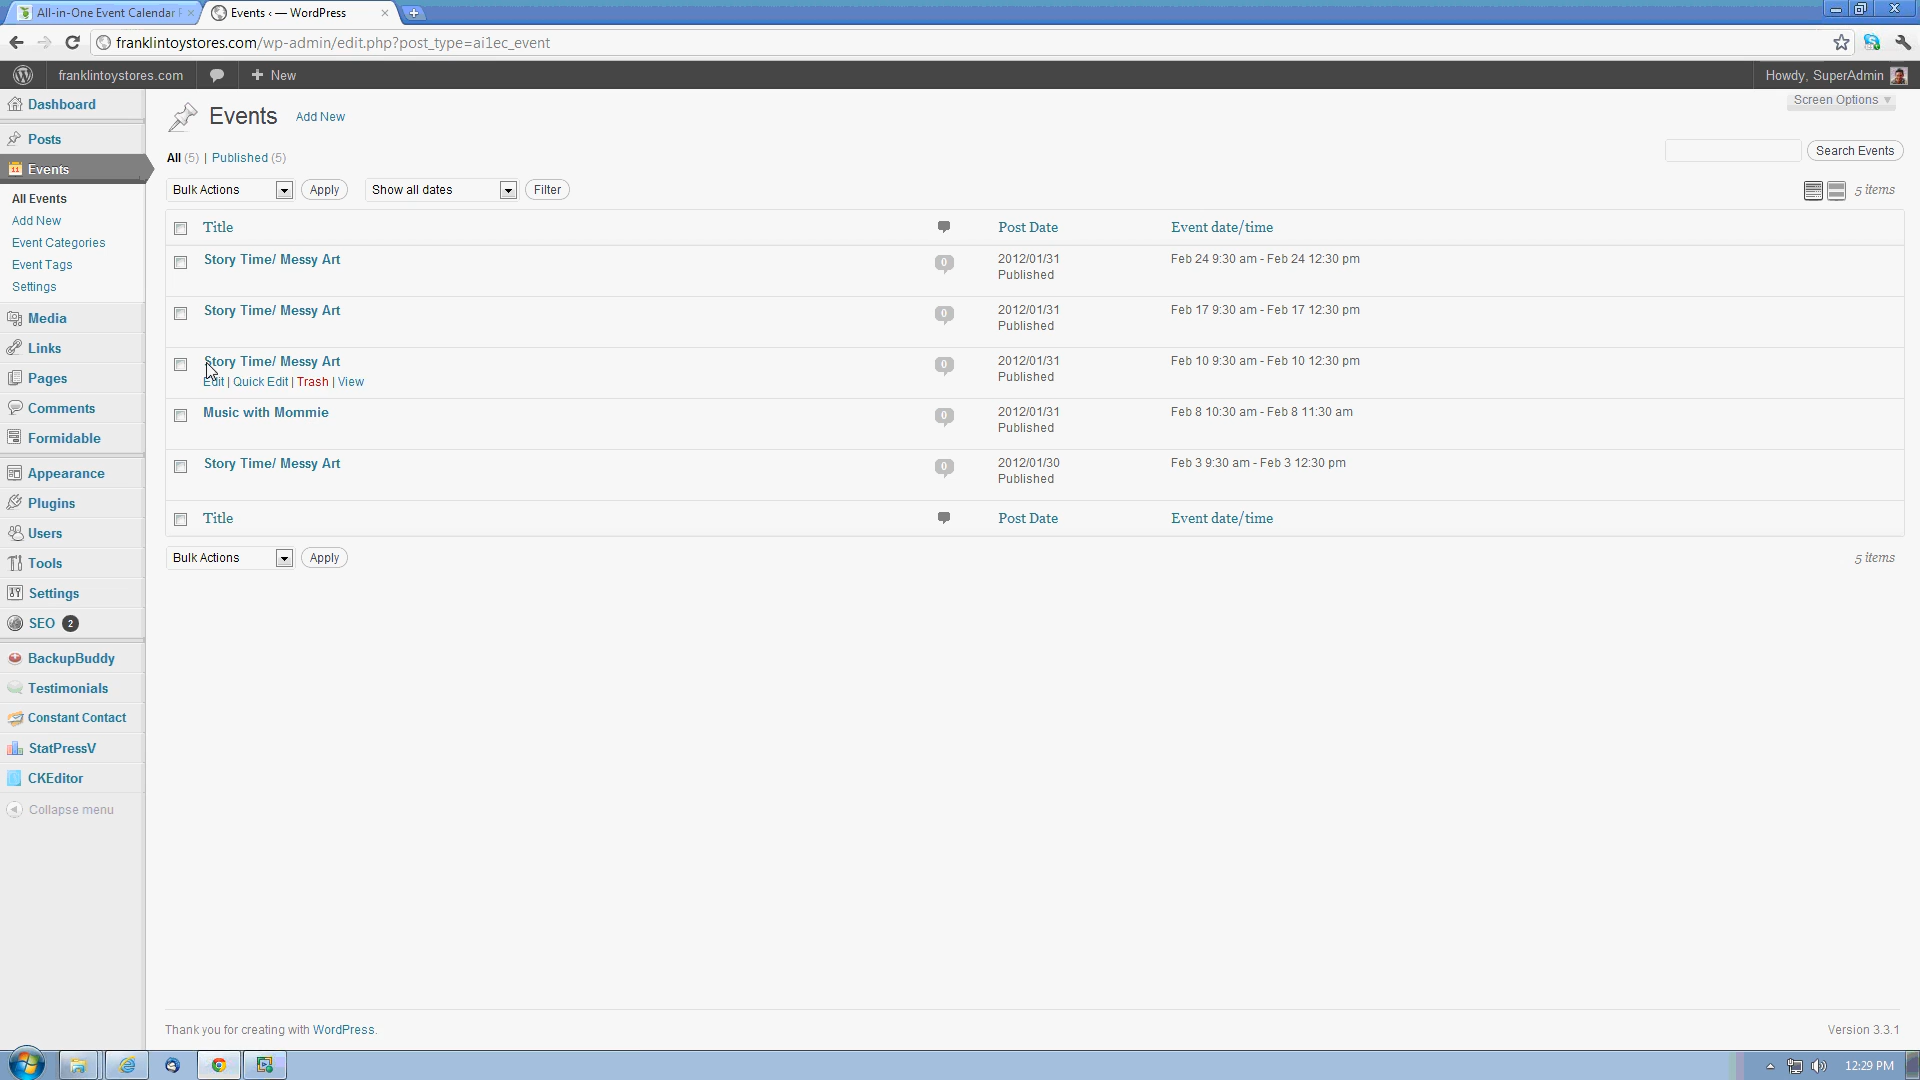 All-in-One Event Calendar
Events ‹ — WordPress
franklintoystores.com/wp-admin/edit.php?post_type=ai1ec_event
franklintoystores.com
New
Howdy, SuperAdmin
Dashboard
Posts
Events
All Events
Add New
Event Categories
Event Tags
Settings
Media
Links
Pages
Comments
Formidable
Appearance
Plugins
Users
Tools
Settings
SEO 2
BackupBuddy
Testimonials
Constant Contact
StatPressV
CKEditor
Collapse menu
Screen Options
Events Add New
All (5) | Published (5)
Search Events
Bulk Actions Apply Show all dates Filter 5 items
Title Post Date Event date/time
Story Time/ Messy Art 0 2012/01/31 Feb 24 9:30 am - Feb 24 12:30 pm
Published
Story Time/ Messy Art 0 2012/01/31 Feb 17 9:30 am - Feb 17 12:30 pm
Published
Story Time/ Messy Art 0 2012/01/31 Feb 10 9:30 am - Feb 10 12:30 pm
Edit | Quick Edit | Trash | View Published
Music with Mommie 0 2012/01/31 Feb 8 10:30 am - Feb 8 11:30 am
Published
Story Time/ Messy Art 0 2012/01/30 Feb 3 9:30 am - Feb 3 12:30 pm
Published
Title Post Date Event date/time
Bulk Actions Apply 5 items
Thank you for creating with WordPress.
Version 3.3.1
12:29 PM